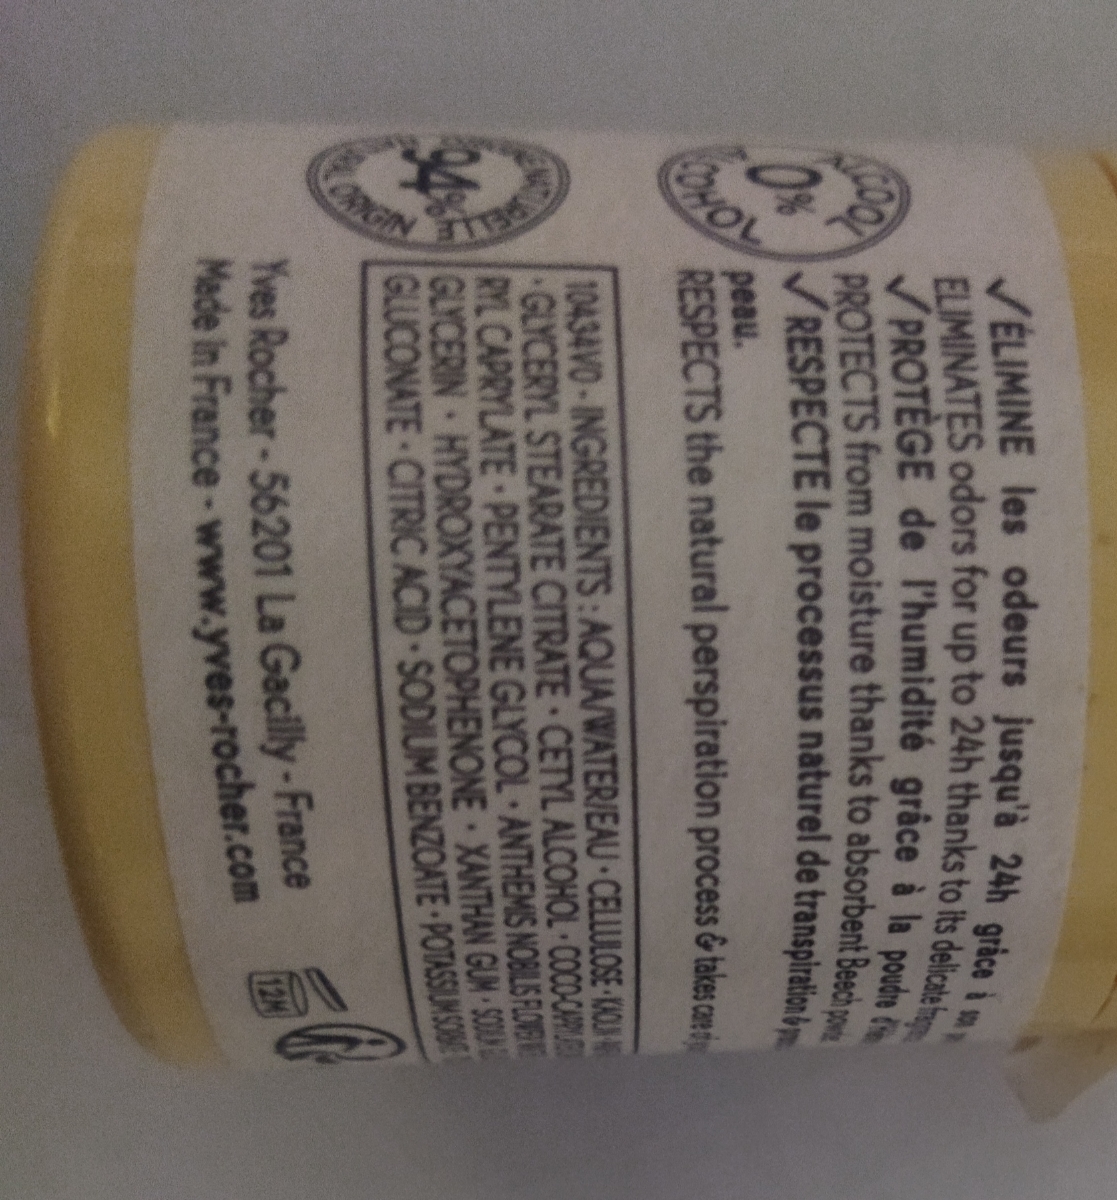 ✓ÉLIMINE les odeurs jusqu'à 24h grâce à son
ELIMINATES odors for up to 24h thanks to its delicate
✓PROTÈGE de l'humidité grâce à la poudre
PROTECTS from moisture thanks to absorbent Beech
✓RESPECTE le processus naturel de transpiration &
peau.
RESPECTS the natural perspiration process & takes care of
ALCOOL
0%
ALCOHOL
10434V0 - INGREDIENTS : AQUA/WATER/EAU • CELLULOSE • KAOLIN
• GLYCERYL STEARATE CITRATE • CETYL ALCOHOL •
RYL CAPRYLATE • PENTYLENE GLYCOL • ANTHEMIS NOBILIS FLOWER
GLYCERIN • HYDROXYACETOPHENONE • XANTHAN GUM •
GLUCONATE • CITRIC ACID • SODIUM BENZOATE • POTASSIUM
94%
ORIGIN
Yves Rocher - 56201 La Gacilly - France
Made in France - www.yves-rocher.com
12M